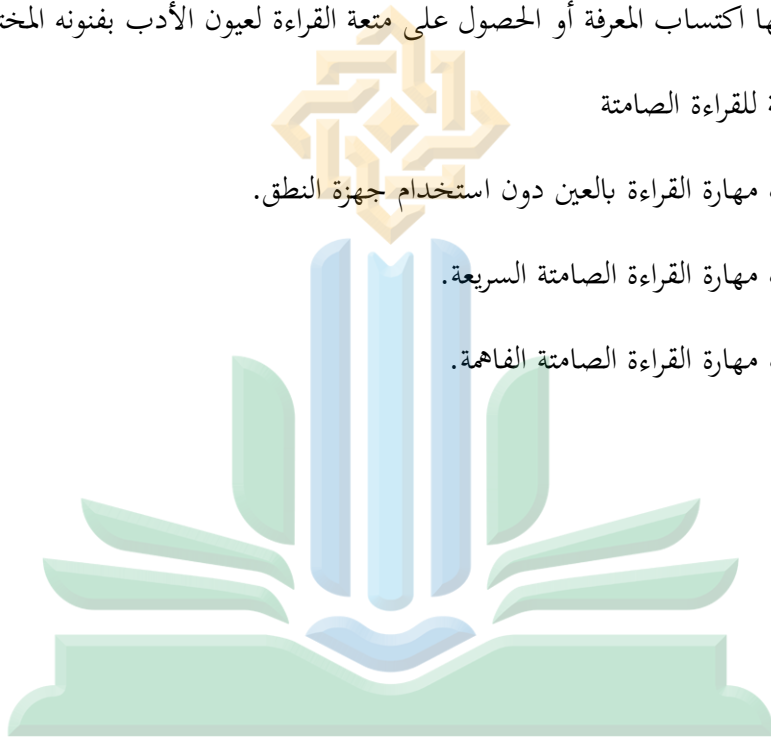 اكتساب المعرفة أو الحصول على متعة القراءة لعيون الأدب بفنونه
للقراءة الصامتة
مهارة القراءة بالعين دون استخدام جهزة النطق.
مهارة القراءة الصامتة السريعة.
مهارة القراءة الصامتة الفاهمة.